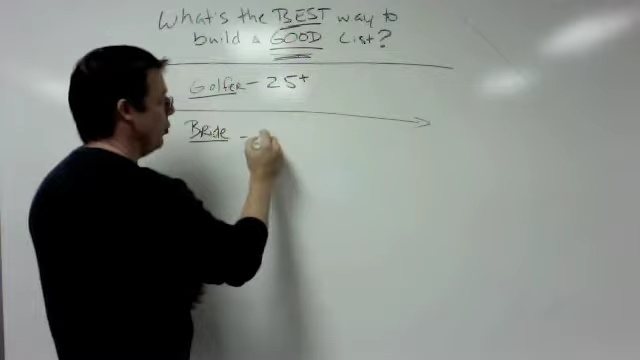 What's the BEST way to
build a GOOD List?
Golfer - 25+
Bride -